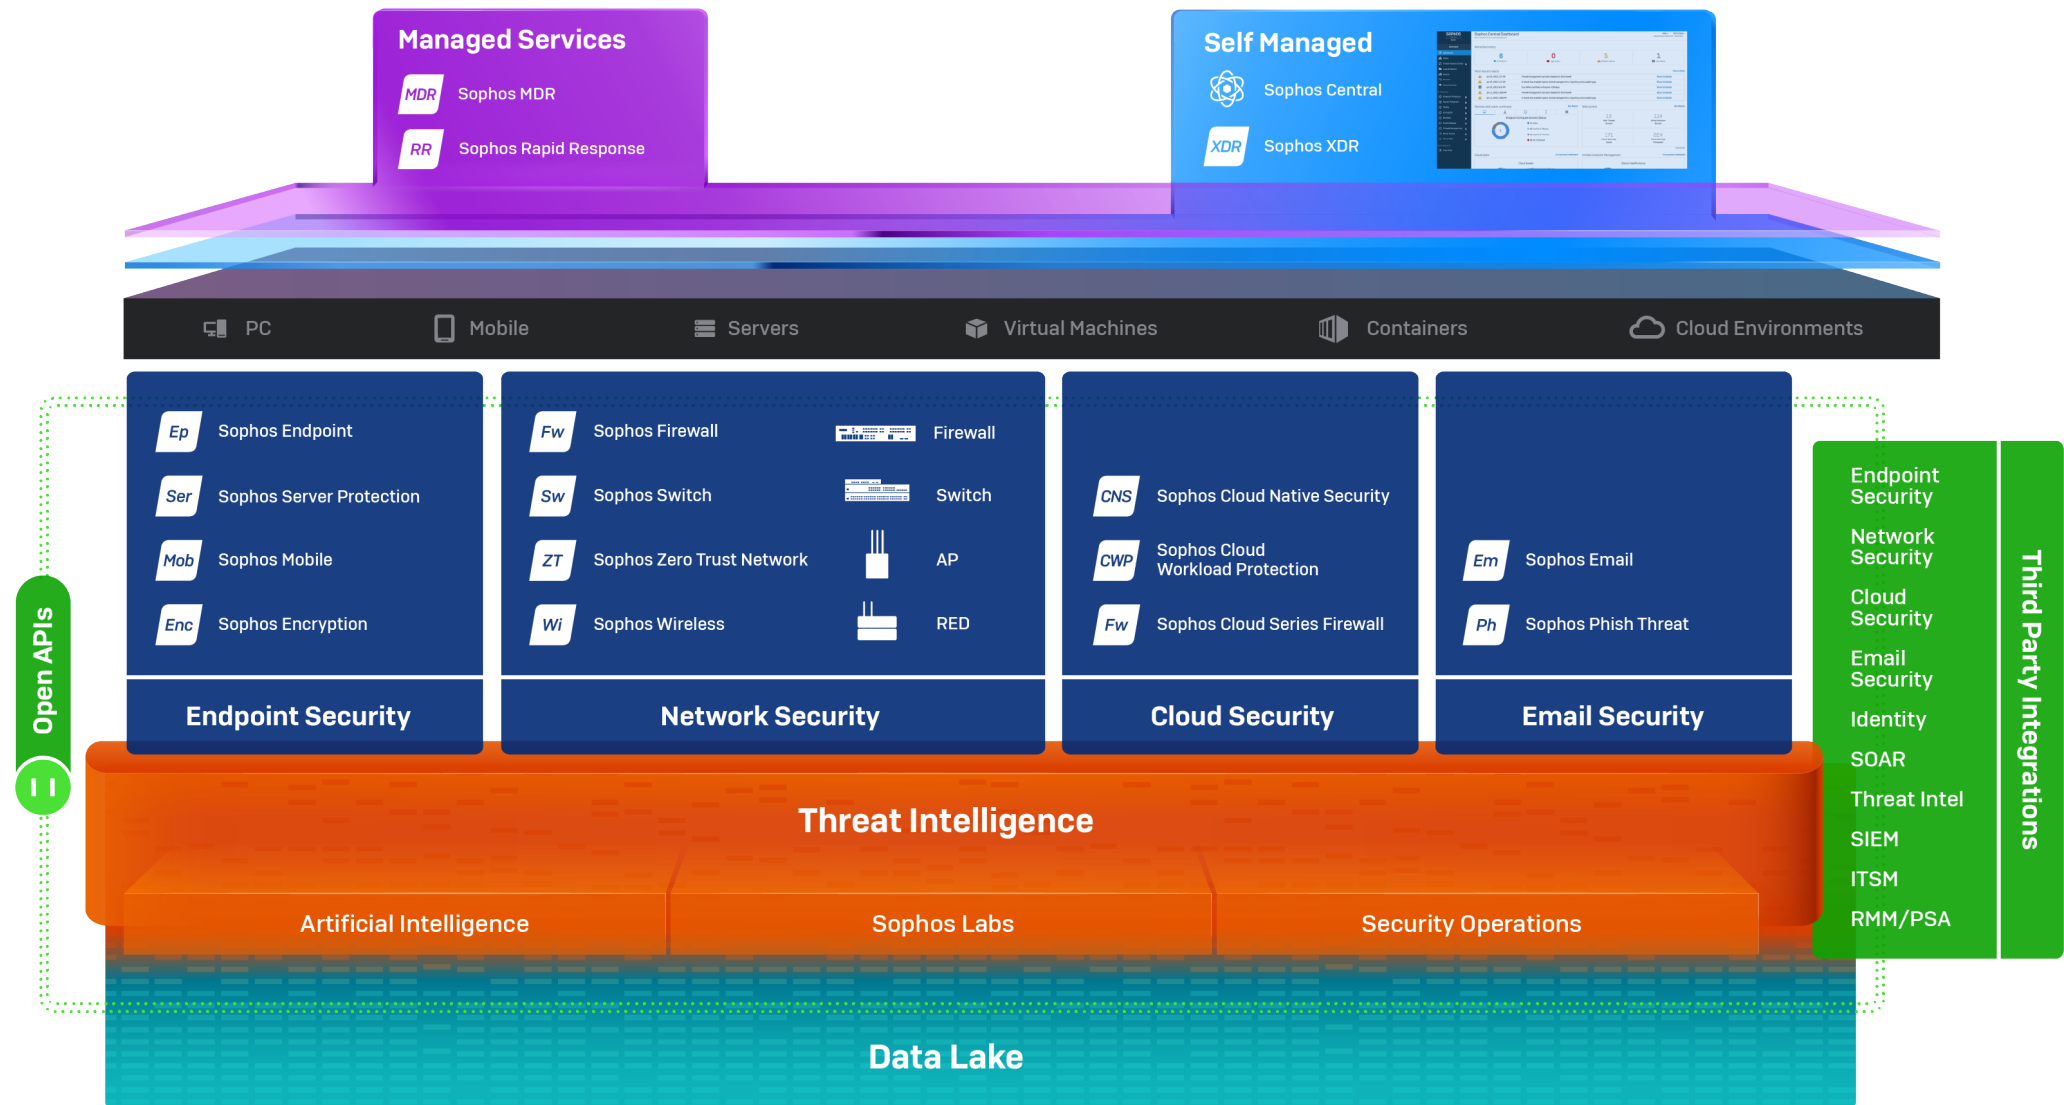 Managed Services
MDR
Sophos MDR
RR
Sophos Rapid Response
Self Managed
Sophos Central
XDR
Sophos XDR
SOPHOS
Sophos Central Dashboard
PC
Mobile
Servers
Virtual Machines
Containers
Cloud Environments
Ep
Sophos Endpoint
Ser
Sophos Server Protection
Mob
Sophos Mobile
Enc
Sophos Encryption
Endpoint Security
Fw
Sophos Firewall
Firewall
Sw
Sophos Switch
Switch
ZT
Sophos Zero Trust Network
AP
Wi
Sophos Wireless
RED
Network Security
CNS
Sophos Cloud Native Security
CWP
Sophos Cloud
Workload Protection
Fw
Sophos Cloud Series Firewall
Cloud Security
Em
Sophos Email
Ph
Sophos Phish Threat
Email Security
Open APIs
Endpoint
Security
Network
Security
Cloud
Security
Email
Security
Identity
SOAR
Threat Intel
SIEM
ITSM
RMM/PSA
Third Party Integrations
Threat Intelligence
Artificial Intelligence
Sophos Labs
Security Operations
Data Lake